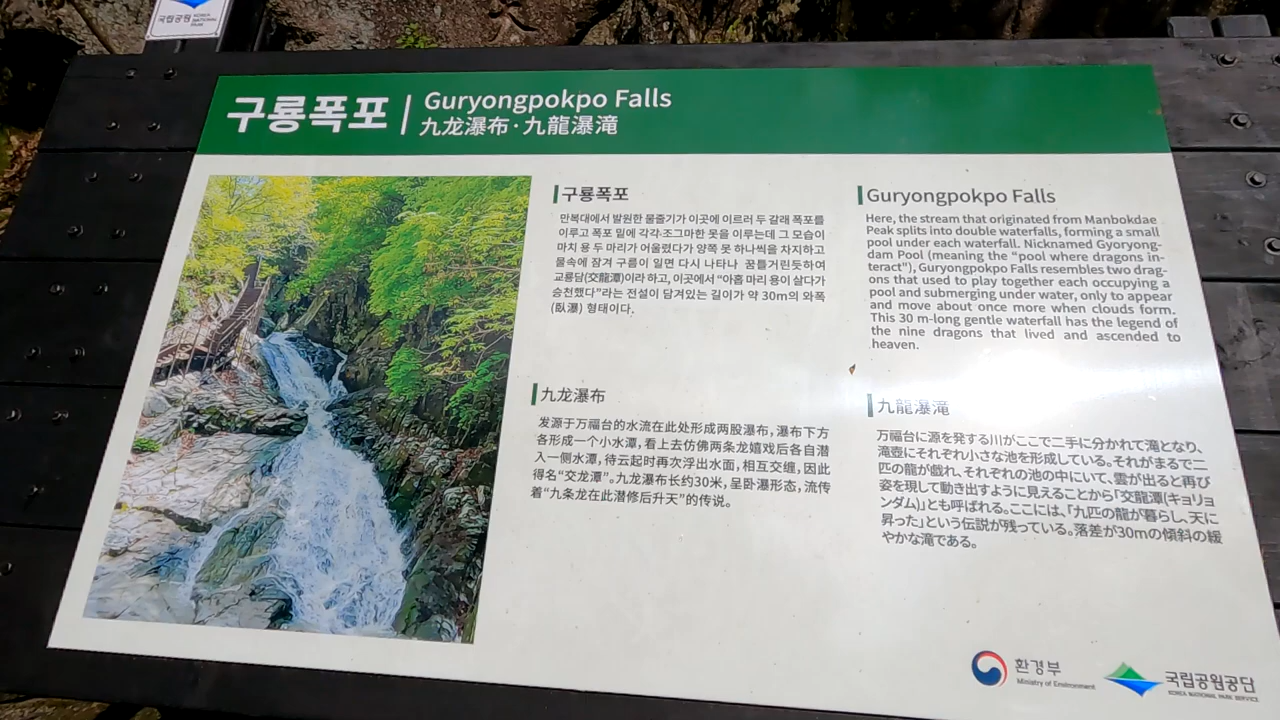 국립공원 KOREA NATIONAL PARK
구룡폭포
Guryongpokpo Falls
九龙瀑布·九龍瀑滝
구룡폭포
만복대에서 발원한 물줄기가 이곳에 이르러 두 갈래 폭포를
이루고 폭포 밑에 각각 조그마한 못을 이루는데 그 모습이
마치 용 두 마리가 어울렸다가 양쪽 못 하나씩을 차지하고
물속에 잠겨 구름이 일면 다시 나타나 꿈틀거린듯하여
교룡담(交龍潭)이라 하고, 이곳에서 “아홉 마리 용이 살다가
승천했다”라는 전설이 담겨있는 길이가 약 30m의 와폭
(臥瀑) 형태이다.
Guryongpokpo Falls
Here, the stream that originated from Manbokdae
Peak splits into double waterfalls, forming a small
pool under each waterfall. Nicknamed Gyoryong-
dam Pool (meaning the “pool where dragons in-
teract”), Guryongpokpo Falls resembles two drag-
ons that used to play together each occupying a
pool and submerging under water, only to appear
and move about once more when clouds form.
This 30 m-long gentle waterfall has the legend of
the nine dragons that lived and ascended to
heaven.
九龙瀑布
发源于万福台的水流在此处形成两股瀑布，瀑布下方
各形成一个小水潭，看上去仿佛两条龙嬉戏后各自潜
入一侧水潭，待云起时再次浮出水面，相互交缠，因此
得名“交龙潭”。九龙瀑布长约30米，呈卧瀑形态，流传
着“九条龙在此潜修后升天”的传说。
九龍瀑滝
万福台に源を発する川がここで二手に分かれて滝となり、
滝壺にそれぞれ小さな池を形成している。それがまるで二
匹の龍が戯れ、それぞれの池の中にいて、雲が出ると再び
姿を現して動き出すように見えることから「交龍潭(キョリョ
ンダム)」とも呼ばれる。ここには、「九匹の龍が暮らし、天に
昇った」という伝説が残っている。落差が30mの傾斜の緩
やかな滝である。
환경부
Ministry of Environment
국립공원공단
KOREA NATIONAL PARK SERVICE